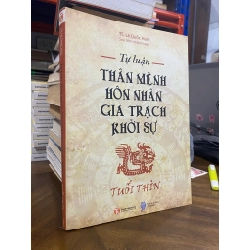 Tự luận
THÂN MỆNH
HÔN NHÂN
GIA TRẠCH
KHỞI SỰ
TUỔI THÌN